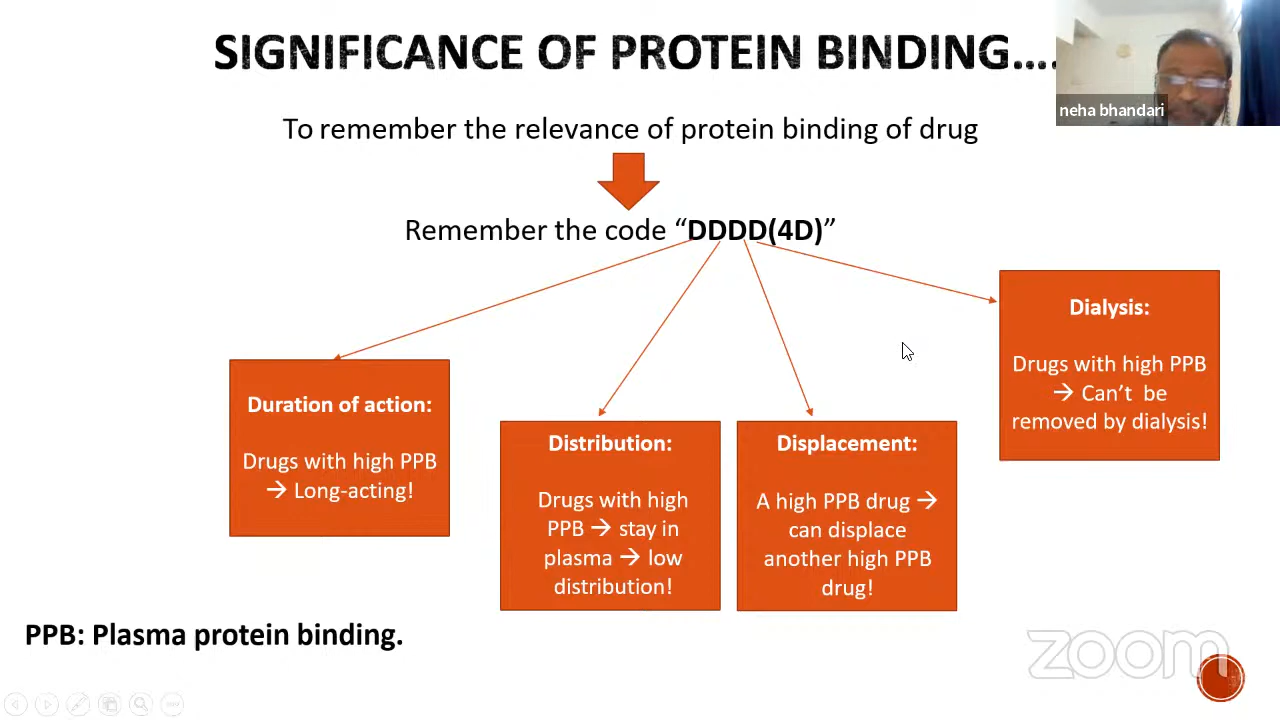 SIGNIFICANCE OF PROTEIN BINDING....
neha bhandari
To remember the relevance of protein binding of drug
Remember the code “DDDD(4D)”
Duration of action:
Drugs with high PPB
→ Long-acting!
Distribution:
Drugs with high
PPB → stay in
plasma → low
distribution!
Displacement:
A high PPB drug →
can displace
another high PPB
drug!
Dialysis:
Drugs with high PPB
→ Can’t be
removed by dialysis!
PPB: Plasma protein binding.
zoom